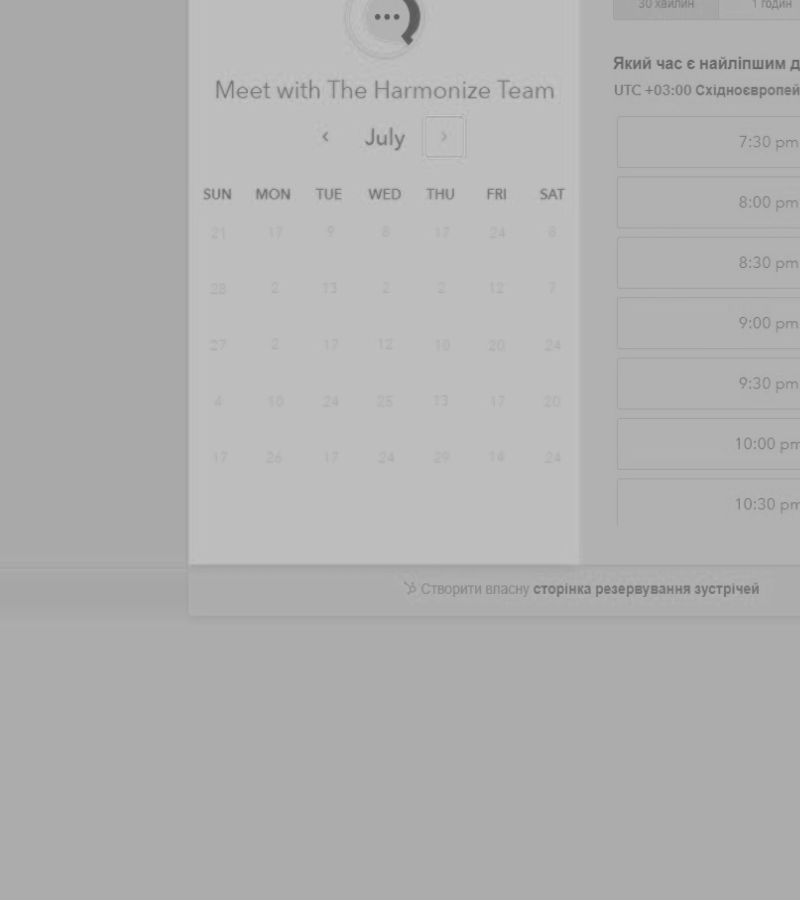 30 хвилин 1 годин
Meet with The Harmonize Team
July
SUN MON TUE WED THU FRI SAT
21 17 9 8 17 24 8
28 2 13 2 2 12 7
27 2 17 12 10 20 24
4 18 24 25 13 17 20
17 26 17 24 29 14 24
Який час є найліпшим д
UTC +03:00 Східноєвропей
7:30 pm
8:00 pm
8:30 pm
9:00 pm
9:30 pm
10:00 pm
10:30 pm
Створити власну сторінка резервування зустрічей